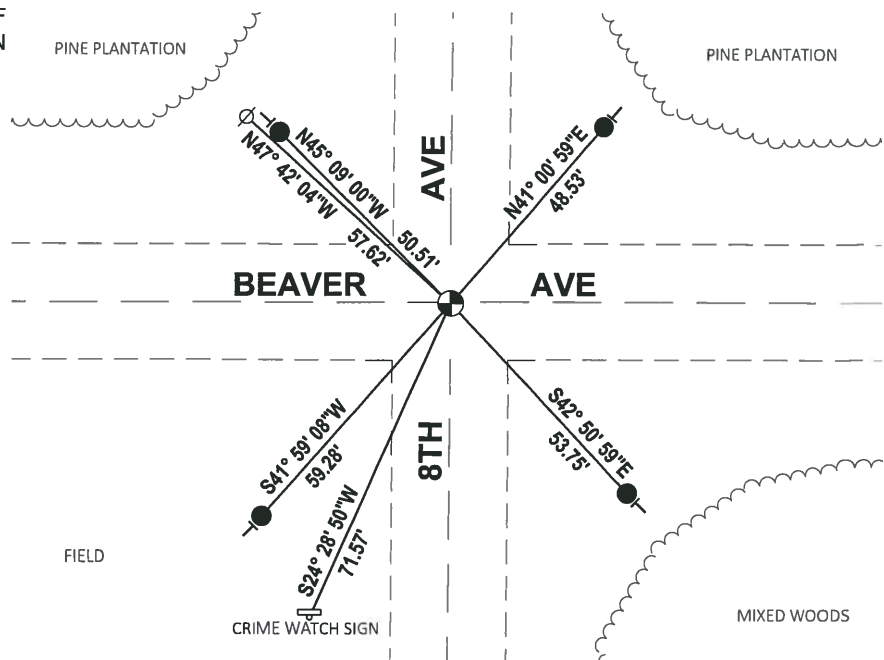 F
N
PINE PLANTATION
PINE PLANTATION
N45° 09' 00"W
50.51'
N47° 42' 04"W
57.62'
N41° 00' 59"E
48.53'
AVE
BEAVER AVE
S41° 59' 08"W
59.28'
S24° 28' 50"W
71.57'
8TH
S42° 50' 59"E
53.75'
FIELD
CRIME WATCH SIGN
MIXED WOODS